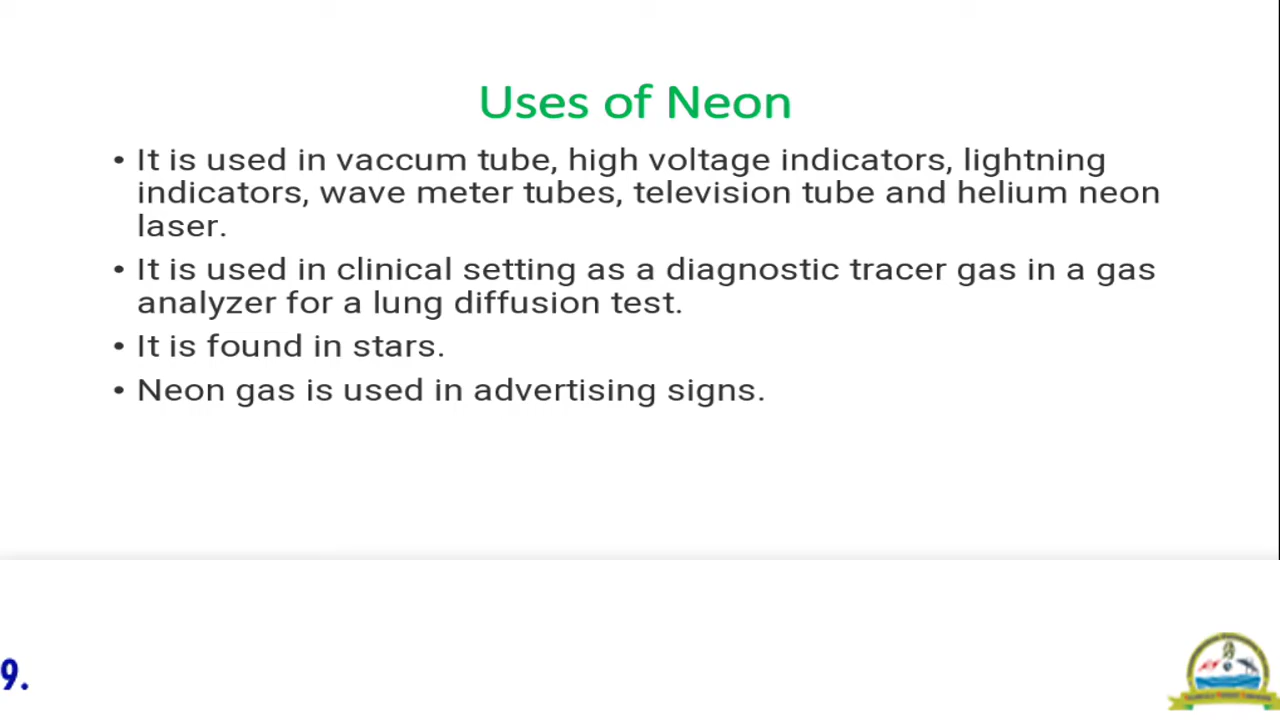 Uses of Neon
• It is used in vaccum tube, high voltage indicators, lightning
indicators, wave meter tubes, television tube and helium neon
laser.
• It is used in clinical setting as a diagnostic tracer gas in a gas
analyzer for a lung diffusion test.
• It is found in stars.
• Neon gas is used in advertising signs.
9.